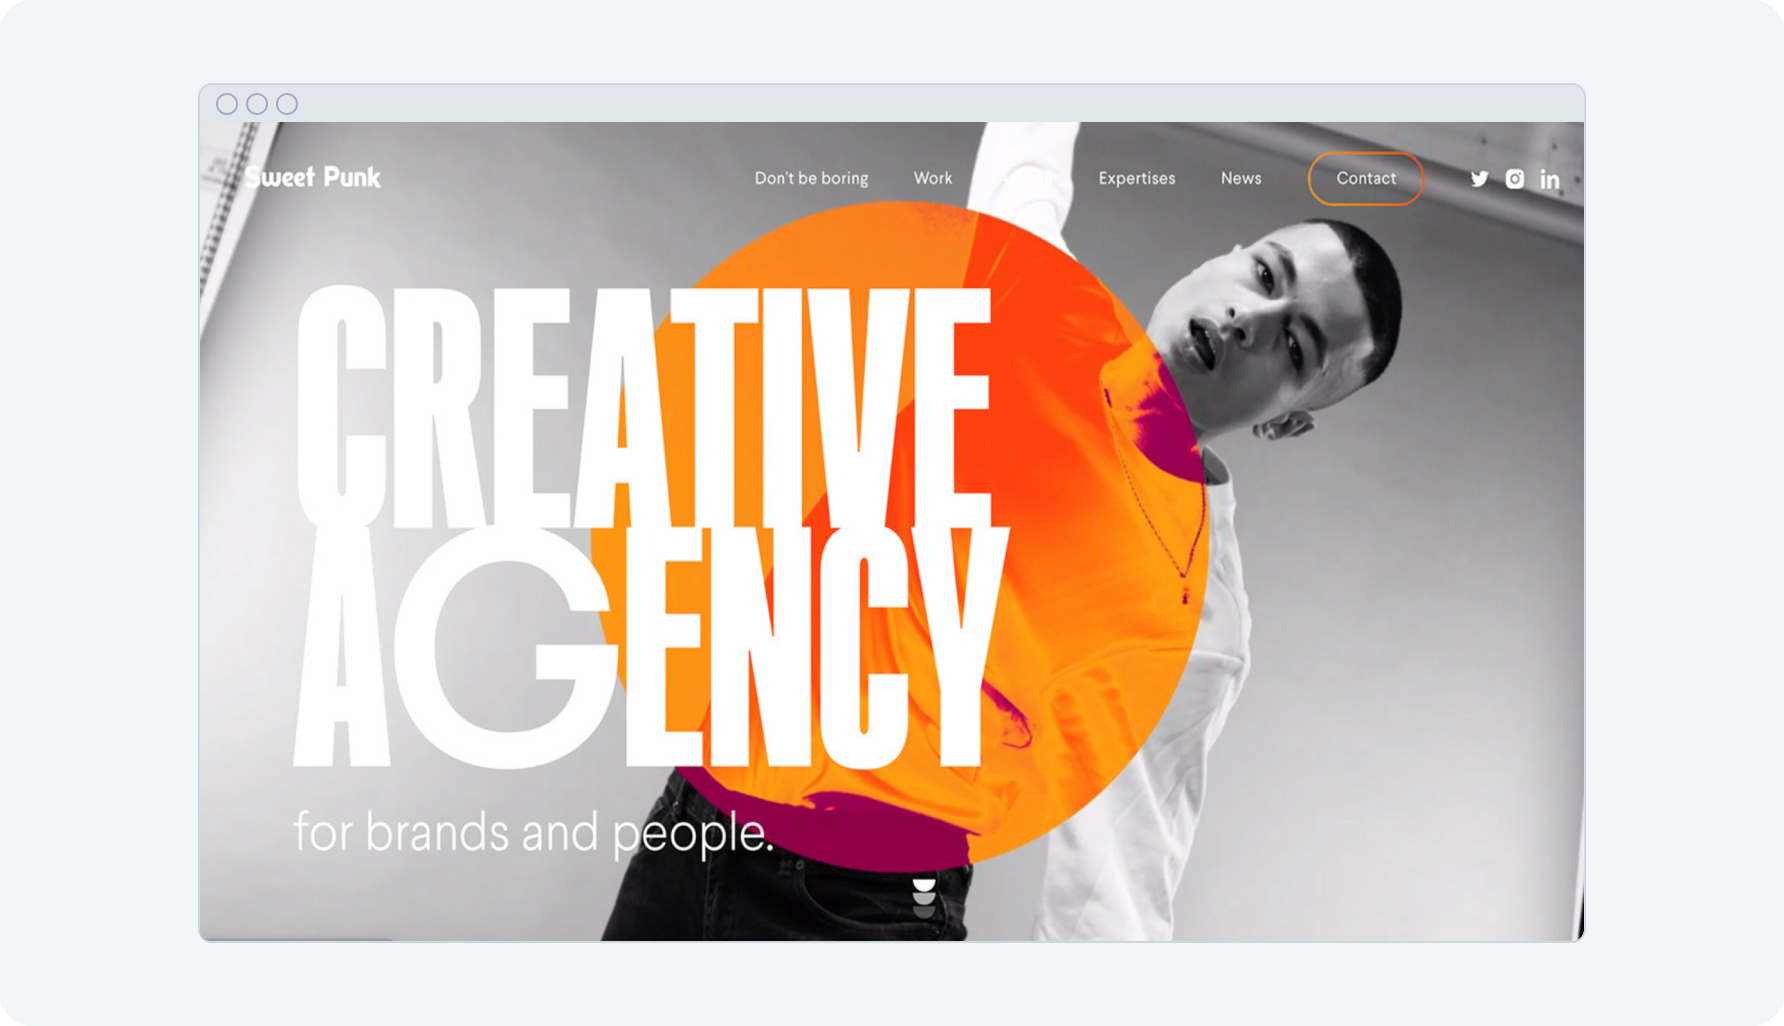 Sweet Punk
Don't be boring
Work
Expertises
News
Contact
in
CREATIVE
AGENCY
for brands and people.